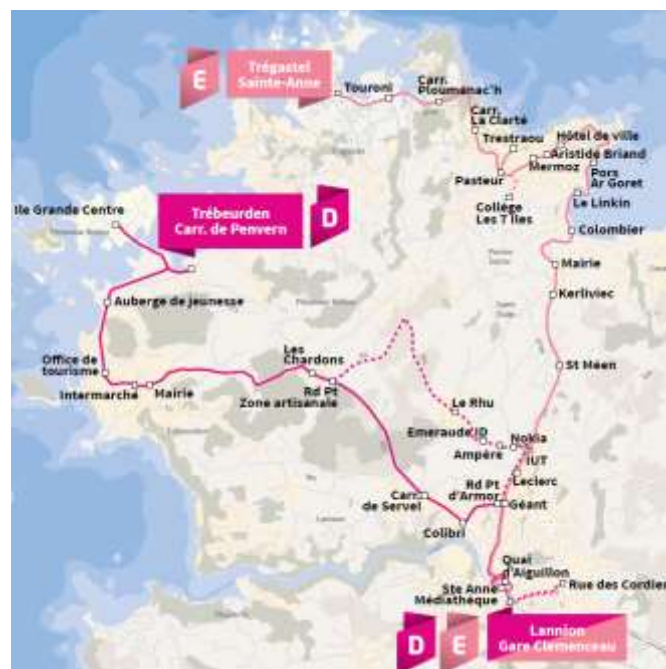 E
Trégastel
Sainte-Anne
Touroni
Carr.
Ploumanac'h
Carr.
La Clarté
Trestraou
Hôtel de ville
Aristide Briand
Mermoz
Pasteur
Pors
Ar Goret
Le Linkin
Collège
Les 7 Iles
Colombier
Ile Grande Centre
Trébeurden
Carr. de Penvern
D
Mairie
Kerliviec
Auberge de jeunesse
St Méen
Office de
tourisme
Intermarché
Mairie
Les
Chardons
Rd Pt
Zone artisanale
Le Rhu
Emeraude ID
Ampère
Nokia
IUT
Leclerc
Rd Pt
d'Armor
Géant
Carr.
de Servel
Colibri
Quai
d'Aiguillon
Ste Anne
Médiathèque
Rue des Cordiers
D
E
Lannion
Gare Clemenceau